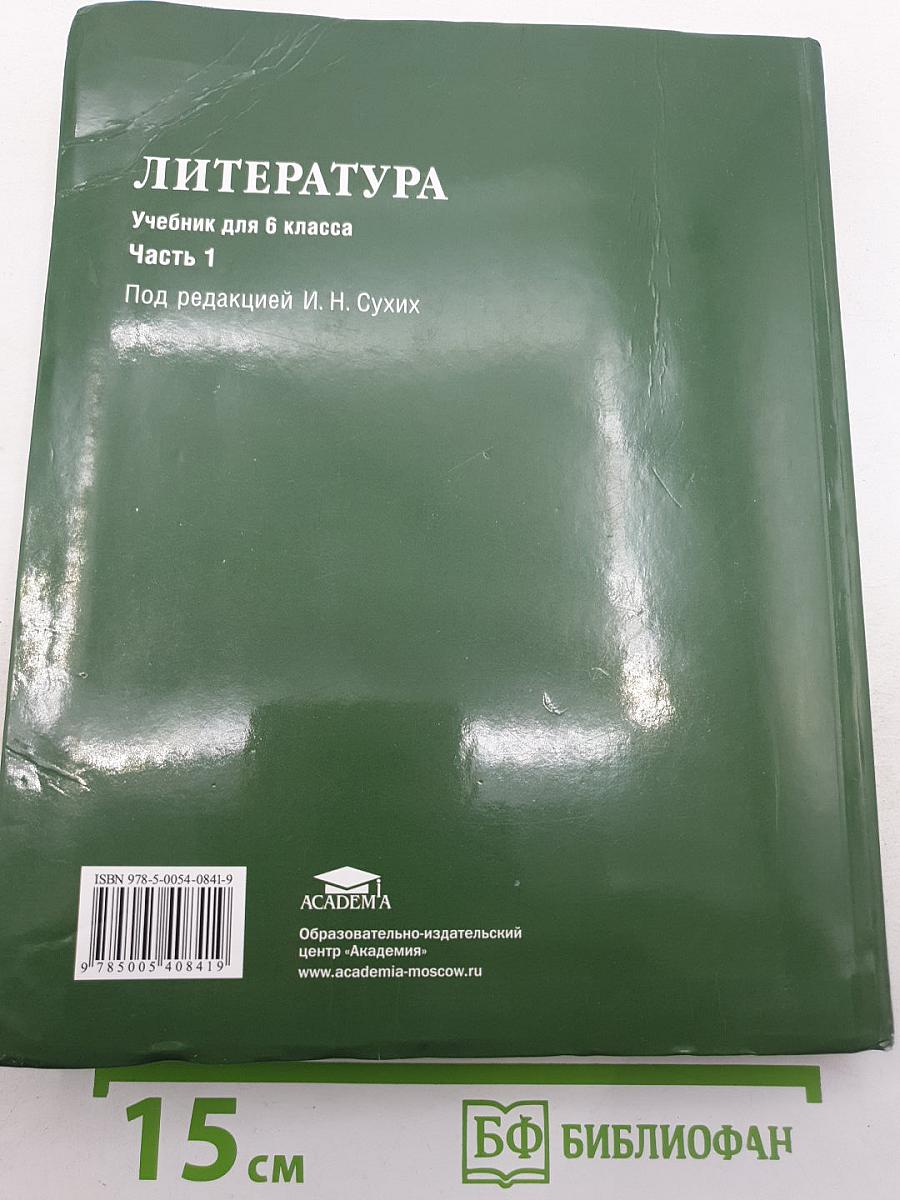 ЛИТЕРАТУРА
Учебник для 6 класса
Часть 1
Под редакцией И. Н. Сухих
ISBN 978-5-0054-0841-9
9 785005 408419
ACADEMiA
Образовательно-издательский
центр «Академия»
www.academia-moscow.ru
15 см
БФ БИБЛИОФАН